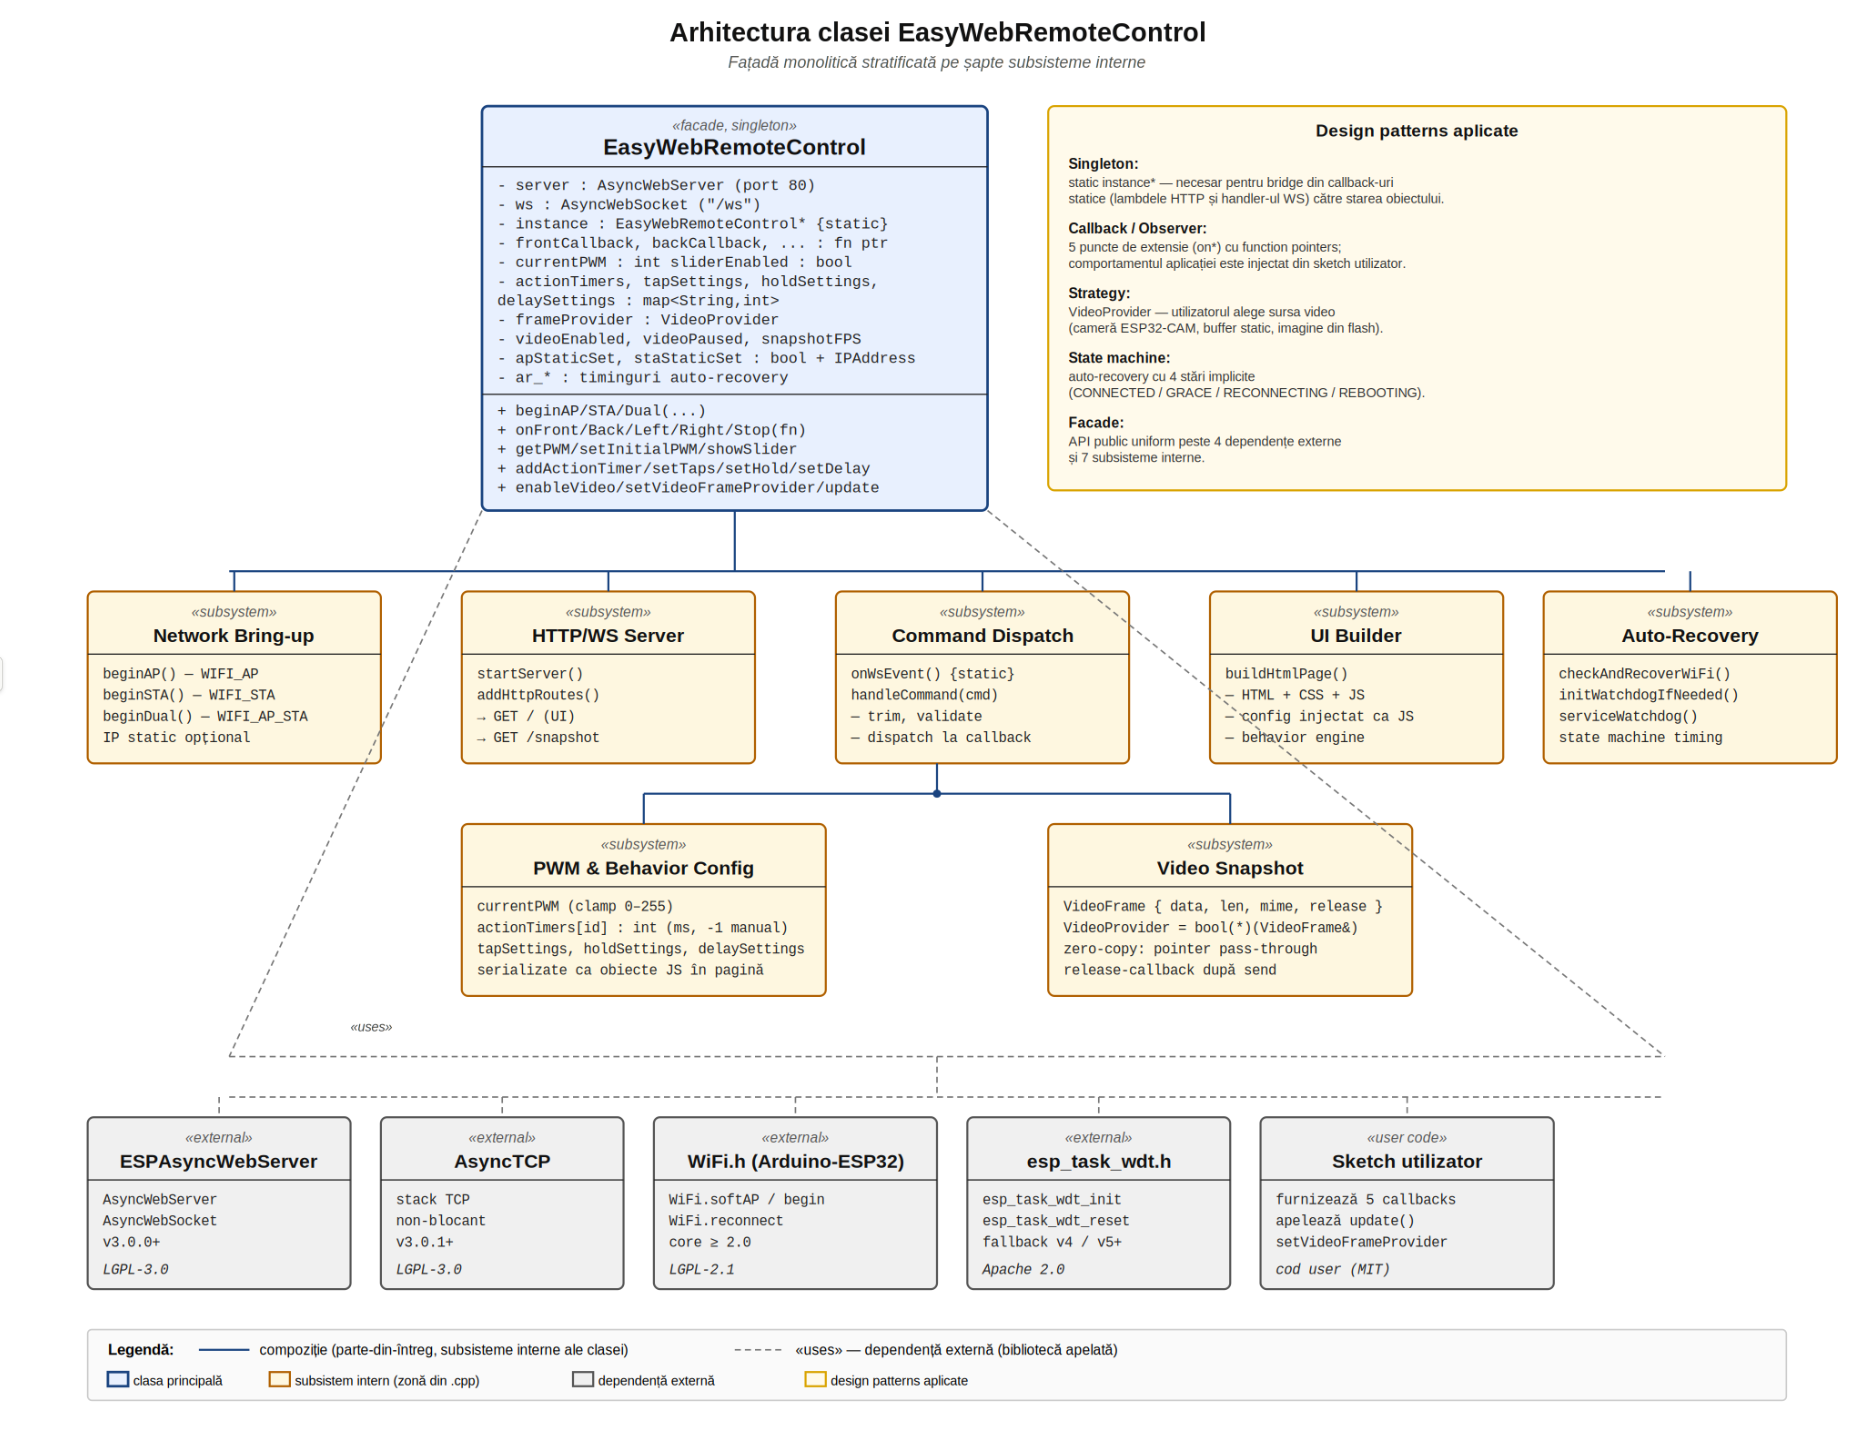 Arhitectura clasei EasyWebRemoteControl
Fațadă monolitică stratificată pe șapte subsisteme interne
«facade, singleton»
EasyWebRemoteControl
- server : AsyncWebServer (port 80)
- ws : AsyncWebSocket ("/ws")
- instance : EasyWebRemoteControl* {static}
- frontCallback, backCallback, ... : fn ptr
- currentPWM : int sliderEnabled : bool
- actionTimers, tapSettings, holdSettings,
delaySettings : map<String,int>
- frameProvider : VideoProvider
- videoEnabled, videoPaused, snapshotFPS
- apStaticSet, staStaticSet : bool + IPAddress
- ar_* : timinguri auto-recovery
+ beginAP/STA/Dual(...)
+ onFront/Back/Left/Right/Stop(fn)
+ getPWM/setInitialPWM/showSlider
+ addActionTimer/setTaps/setHold/setDelay
+ enableVideo/setVideoFrameProvider/update
Design patterns aplicate
Singleton:
static instance* — necesar pentru bridge din callback-uri
statice (lambdele HTTP și handler-ul WS) către starea obiectului.
Callback / Observer:
5 puncte de extensie (on*) cu function pointers;
comportamentul aplicației este injectat din sketch utilizator.
Strategy:
VideoProvider — utilizatorul alege sursa video
(cameră ESP32-CAM, buffer static, imagine din flash).
State machine:
auto-recovery cu 4 stări implicite
(CONNECTED / GRACE / RECONNECTING / REBOOTING).
Facade:
API public uniform peste 4 dependențe externe
și 7 subsisteme interne.
«subsystem»
Network Bring-up
beginAP() — WIFI_AP
beginSTA() — WIFI_STA
beginDual() — WIFI_AP_STA
IP static opțional
«subsystem»
HTTP/WS Server
startServer()
addHttpRoutes()
→ GET / (UI)
→ GET /snapshot
«subsystem»
Command Dispatch
onWsEvent() {static}
handleCommand(cmd)
— trim, validate
— dispatch la callback
«subsystem»
UI Builder
buildHtmlPage()
— HTML + CSS + JS
— config injectat ca JS
— behavior engine
«subsystem»
Auto-Recovery
checkAndRecoverWiFi()
initWatchdogIfNeeded()
serviceWatchdog()
state machine timing
«subsystem»
PWM & Behavior Config
currentPWM (clamp 0–255)
actionTimers[id] : int (ms, -1 manual)
tapSettings, holdSettings, delaySettings
serializate ca obiecte JS în pagină
«subsystem»
Video Snapshot
VideoFrame { data, len, mime, release }
VideoProvider = bool(*)(VideoFrame&)
zero-copy: pointer pass-through
release-callback după send
«uses»
«external»
ESPAsyncWebServer
AsyncWebServer
AsyncWebSocket
v3.0.0+
LGPL-3.0
«external»
AsyncTCP
stack TCP
non-blocant
v3.0.1+
LGPL-3.0
«external»
WiFi.h (Arduino-ESP32)
WiFi.softAP / begin
WiFi.reconnect
core ≥ 2.0
LGPL-2.1
«external»
esp_task_wdt.h
esp_task_wdt_init
esp_task_wdt_reset
fallback v4 / v5+
Apache 2.0
«user code»
Sketch utilizator
furnizează 5 callbacks
apelează update()
setVideoFrameProvider
cod user (MIT)
Legendă: compoziție (parte-din-întreg, subsisteme interne ale clasei) «uses» — dependență externă (bibliotecă apelată)
clasa principală subsistem intern (zonă din .cpp) dependență externă design patterns aplicate